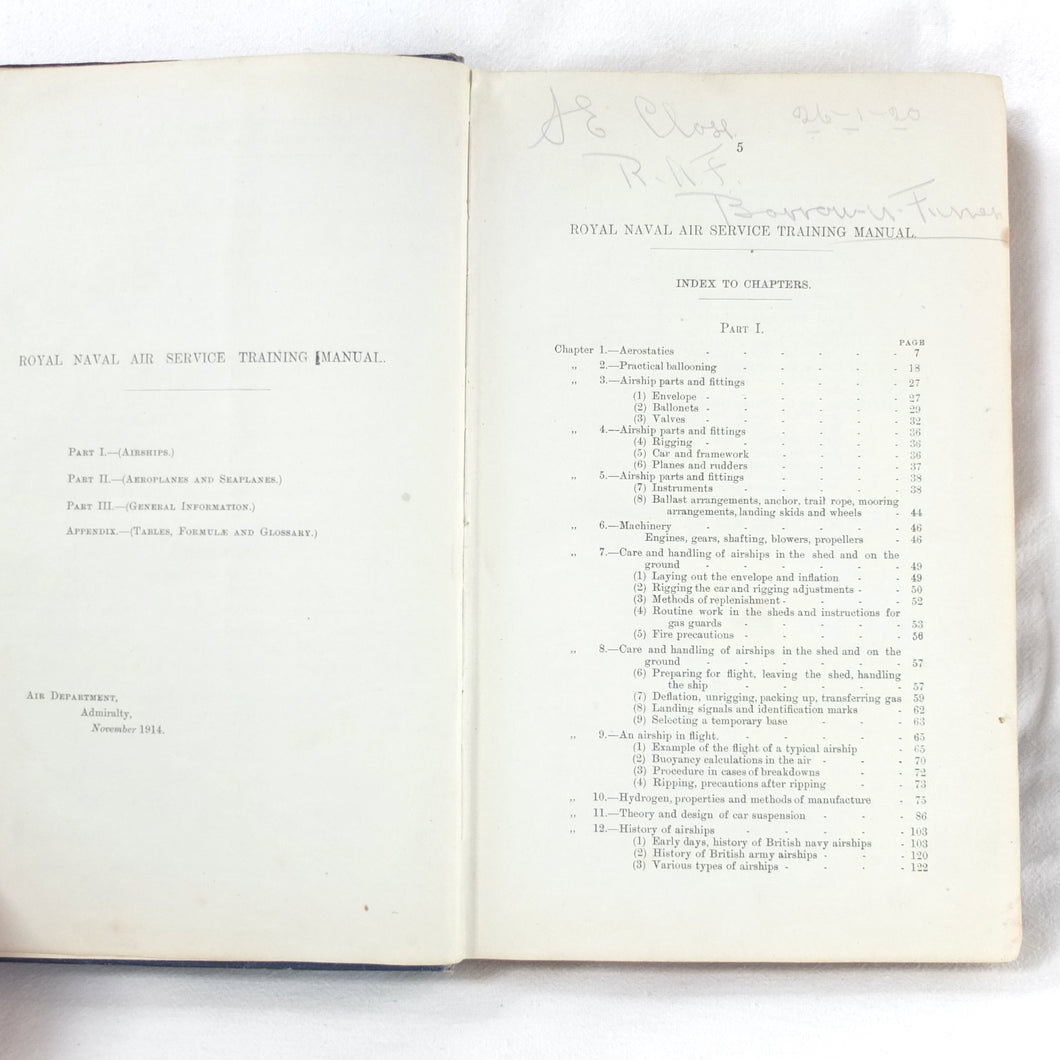 ROYAL NAVAL AIR SERVICE TRAINING MANUAL.
PART I.—(AIRSHIPS.)
PART II.—(AEROPLANES AND SEAPLANES.)
PART III.—(GENERAL INFORMATION.)
APPENDIX.—(TABLES, FORMULÆ AND GLOSSARY.)
AIR DEPARTMENT,
Admiralty,
November 1914.
SE Close 26-1-20
5
R.A.F.
Barrow-in-Furness
ROYAL NAVAL AIR SERVICE TRAINING MANUAL.
INDEX TO CHAPTERS.
PART I.
PAGE
Chapter 1.—Aerostatics - - - - - - 7
„ 2.—Practical ballooning - - - - - 18
„ 3.—Airship parts and fittings - - - - 27
(1) Envelope - - - - - - 27
(2) Ballonets - - - - - - 29
(3) Valves - - - - - - 32
„ 4.—Airship parts and fittings - - - - 36
(4) Rigging - - - - - - 36
(5) Car and framework - - - - 36
(6) Planes and rudders - - - - 37
„ 5.—Airship parts and fittings - - - - 38
(7) Instruments - - - - - 38
(8) Ballast arrangements, anchor, trail rope, mooring
arrangements, landing skids and wheels - 44
„ 6.—Machinery - - - - - - 46
Engines, gears, shafting, blowers, propellers - 46
„ 7.—Care and handling of airships in the shed and on the
ground - - - - - - 49
(1) Laying out the envelope and inflation - - 49
(2) Rigging the car and rigging adjustments - - 50
(3) Methods of replenishment - - - - 52
(4) Routine work in the sheds and instructions for
gas guards - - - - - 53
(5) Fire precautions - - - - - 56
„ 8.—Care and handling of airships in the shed and on the
ground - - - - - - 57
(6) Preparing for flight, leaving the shed, handling
the ship - - - - - 57
(7) Deflation, unrigging, packing up, transferring gas 59
(8) Landing signals and identification marks - 62
(9) Selecting a temporary base - - - 63
„ 9.—An airship in flight. - - - - - 65
(1) Example of the flight of a typical airship - 65
(2) Buoyancy calculations in the air - - - 70
(3) Procedure in cases of breakdowns - - 72
(4) Ripping, precautions after ripping - - 73
„ 10.—Hydrogen, properties and methods of manufacture - 75
„ 11.—Theory and design of car suspension - - - 86
„ 12.—History of airships - - - - - 103
(1) Early days, history of British navy airships - 103
(2) History of British army airships - - - 120
(3) Various types of airships - - - - 122